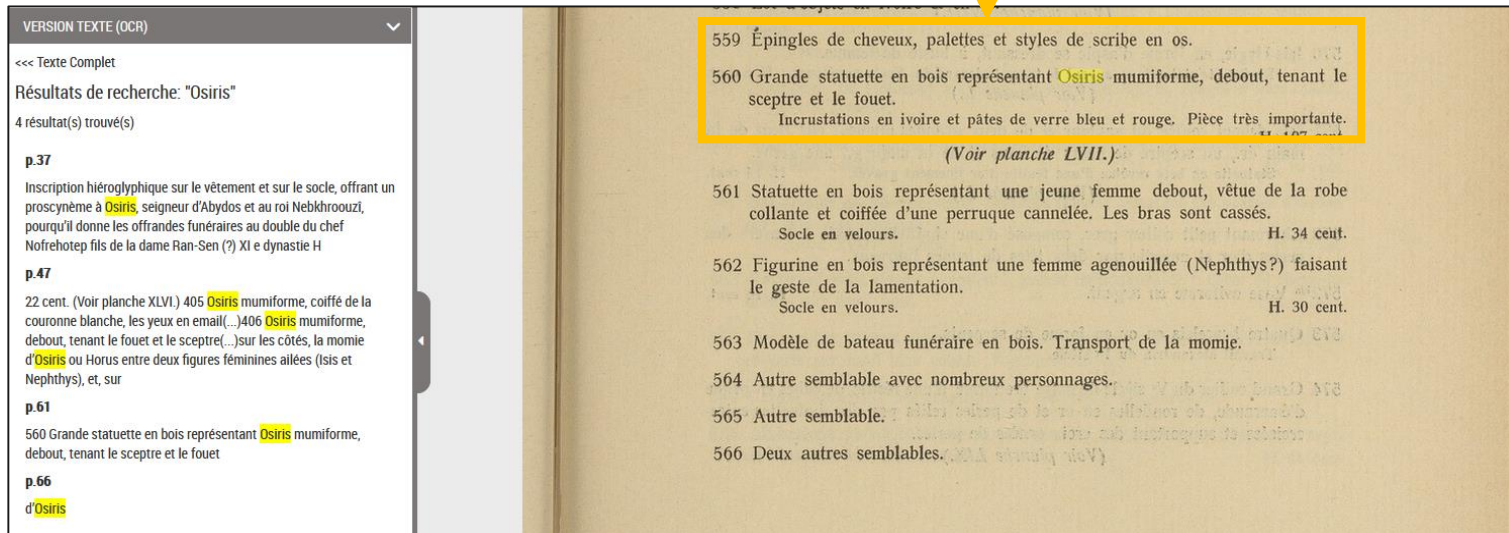 VERSION TEXTE (OCR)
<<< Texte Complet
Résultats de recherche: "Osiris"
4 résultat(s) trouvé(s)
p.37
Inscription hiéroglyphique sur le vêtement et sur le socle, offrant un
proscynème à Osiris, seigneur d'Abydos et au roi Nebkhroouzî,
pourqu'il donne les offrandes funéraires au double du chef
Nofrehotep fils de la dame Ran-Sen (?) XI e dynastie H
p.47
22 cent. (Voir planche XLVI.) 405 Osiris mumiforme, coiffé de la
couronne blanche, les yeux en email(...)406 Osiris mumiforme,
debout, tenant le fouet et le sceptre(...)sur les côtés, la momie
d'Osiris ou Horus entre deux figures féminines ailées (Isis et
Nephthys), et, sur
p.61
560 Grande statuette en bois représentant Osiris mumiforme,
debout, tenant le sceptre et le fouet
p.66
d'Osiris
559 Épingles de cheveux, palettes et styles de scribe en os.
560 Grande statuette en bois représentant Osiris mumiforme, debout, tenant le
sceptre et le fouet.
Incrustations en ivoire et pâtes de verre bleu et rouge. Pièce très importante.
(Voir planche LVII.)
561 Statuette en bois représentant une jeune femme debout, vêtue de la robe
collante et coiffée d'une perruque cannelée. Les bras sont cassés.
Socle en velours. H. 34 cent.
562 Figurine en bois représentant une femme agenouillée (Nephthys?) faisant
le geste de la lamentation.
Socle en velours. H. 30 cent.
563 Modèle de bateau funéraire en bois. Transport de la momie.
564 Autre semblable avec nombreux personnages.
565 Autre semblable.
566 Deux autres semblables.